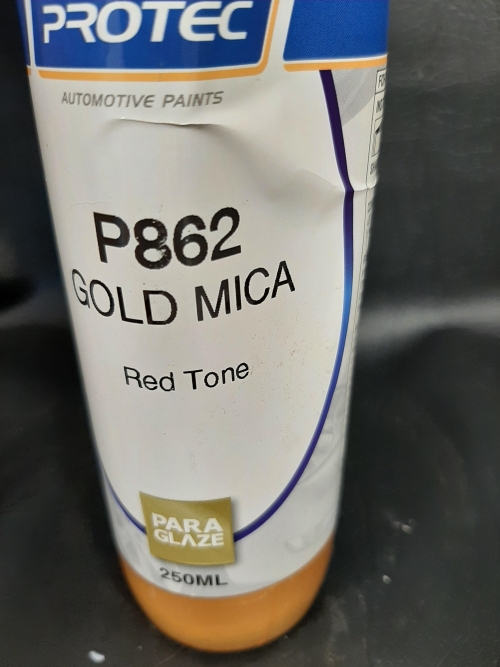 PROTEC
AUTOMOTIVE PAINTS
P862
GOLD MICA
Red Tone
PARA
GLAZE
250ML